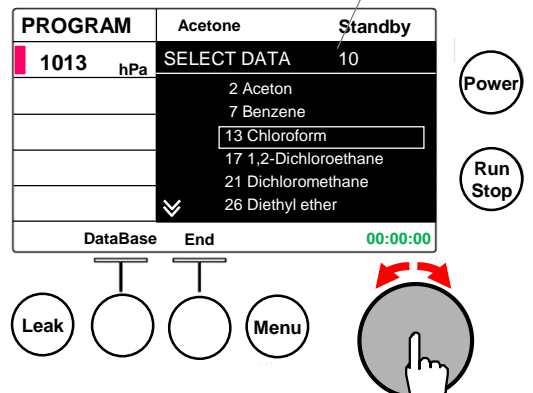 PROGRAM
Acetone Standby
1013 hPa
SELECT DATA 10
2 Aceton
7 Benzene
13 Chloroform
17 1,2-Dichloroethane
21 Dichloromethane
26 Diethyl ether
DataBase End 00:00:00
Power
Run
Stop
Leak
Menu